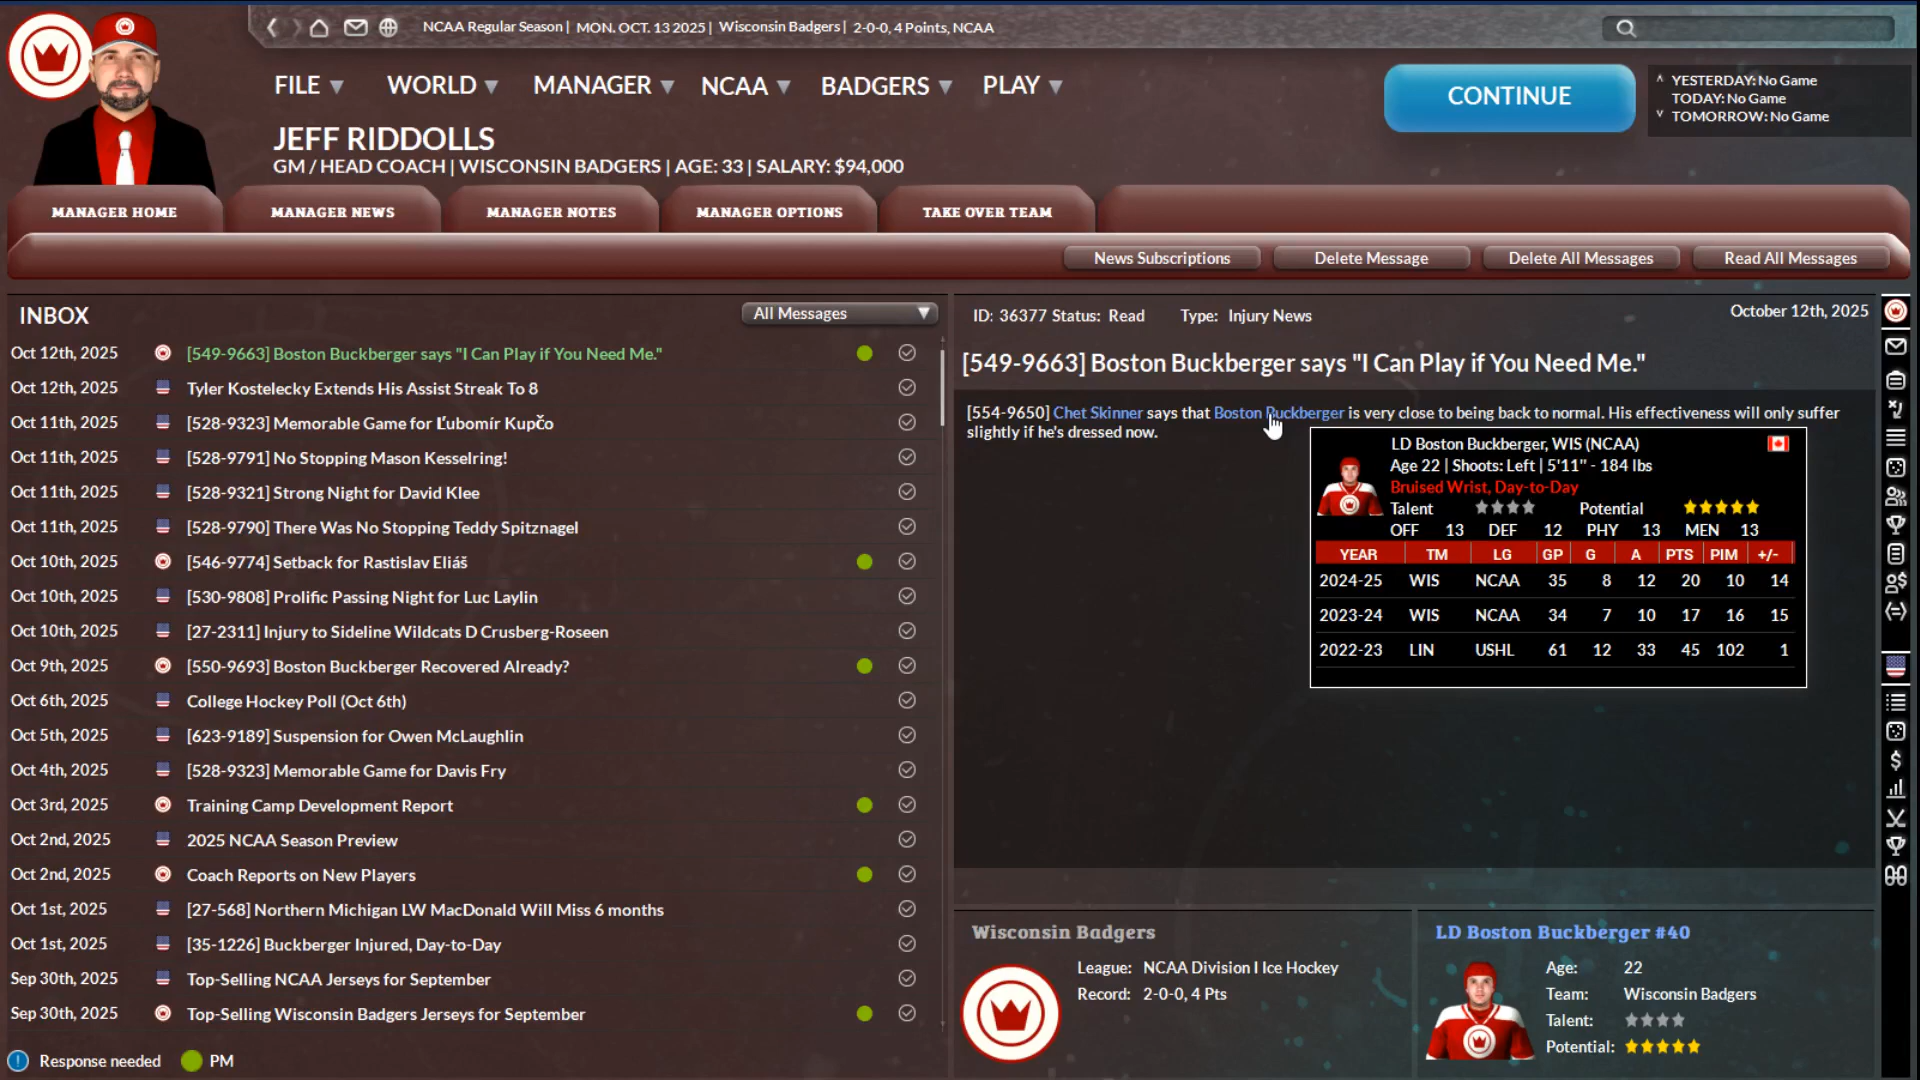 NCAA Regular Season | MON. OCT. 13 2025 | Wisconsin Badgers | 2-0-0, 4 Points, NCAA
FILE WORLD MANAGER NCAA BADGERS PLAY
CONTINUE
YESTERDAY: No Game
TODAY: No Game
TOMORROW: No Game
JEFF RIDDOLLS
GM / HEAD COACH | WISCONSIN BADGERS | AGE: 33 | SALARY: $94,000
MANAGER HOME MANAGER NEWS MANAGER NOTES MANAGER OPTIONS TAKE OVER TEAM
News Subscriptions Delete Message Delete All Messages Read All Messages
INBOX All Messages
Oct 12th, 2025 [549-9663] Boston Buckberger says "I Can Play if You Need Me."
Oct 12th, 2025 Tyler Kostelecky Extends His Assist Streak To 8
Oct 11th, 2025 [528-9323] Memorable Game for Ľubomír Kupčo
Oct 11th, 2025 [528-9791] No Stopping Mason Kesselring!
Oct 11th, 2025 [528-9321] Strong Night for David Klee
Oct 11th, 2025 [528-9790] There Was No Stopping Teddy Spitznagel
Oct 10th, 2025 [546-9774] Setback for Rastislav Eliáš
Oct 10th, 2025 [530-9808] Prolific Passing Night for Luc Laylin
Oct 10th, 2025 [27-2311] Injury to Sideline Wildcats D Crusberg-Roseen
Oct 9th, 2025 [550-9693] Boston Buckberger Recovered Already?
Oct 6th, 2025 College Hockey Poll (Oct 6th)
Oct 5th, 2025 [623-9189] Suspension for Owen McLaughlin
Oct 4th, 2025 [528-9323] Memorable Game for Davis Fry
Oct 3rd, 2025 Training Camp Development Report
Oct 2nd, 2025 2025 NCAA Season Preview
Oct 2nd, 2025 Coach Reports on New Players
Oct 1st, 2025 [27-568] Northern Michigan LW MacDonald Will Miss 6 months
Oct 1st, 2025 [35-1226] Buckberger Injured, Day-to-Day
Sep 30th, 2025 Top-Selling NCAA Jerseys for September
Sep 30th, 2025 Top-Selling Wisconsin Badgers Jerseys for September
Response needed PM
ID: 36377 Status: Read Type: Injury News October 12th, 2025
[549-9663] Boston Buckberger says "I Can Play if You Need Me."
[554-9650] Chet Skinner says that Boston Buckberger is very close to being back to normal. His effectiveness will only suffer
slightly if he's dressed now.
LD Boston Buckberger, WIS (NCAA)
Age 22 | Shoots: Left | 5'11" - 184 lbs
Bruised Wrist, Day-to-Day
Talent Potential
OFF 13 DEF 12 PHY 13 MEN 13
YEAR TM LG GP G A PTS PIM +/-
2024-25 WIS NCAA 35 8 12 20 10 14
2023-24 WIS NCAA 34 7 10 17 16 15
2022-23 LIN USHL 61 12 33 45 102 1
Wisconsin Badgers
League: NCAA Division I Ice Hockey
Record: 2-0-0, 4 Pts
LD Boston Buckberger #40
Age: 22
Team: Wisconsin Badgers
Talent:
Potential: